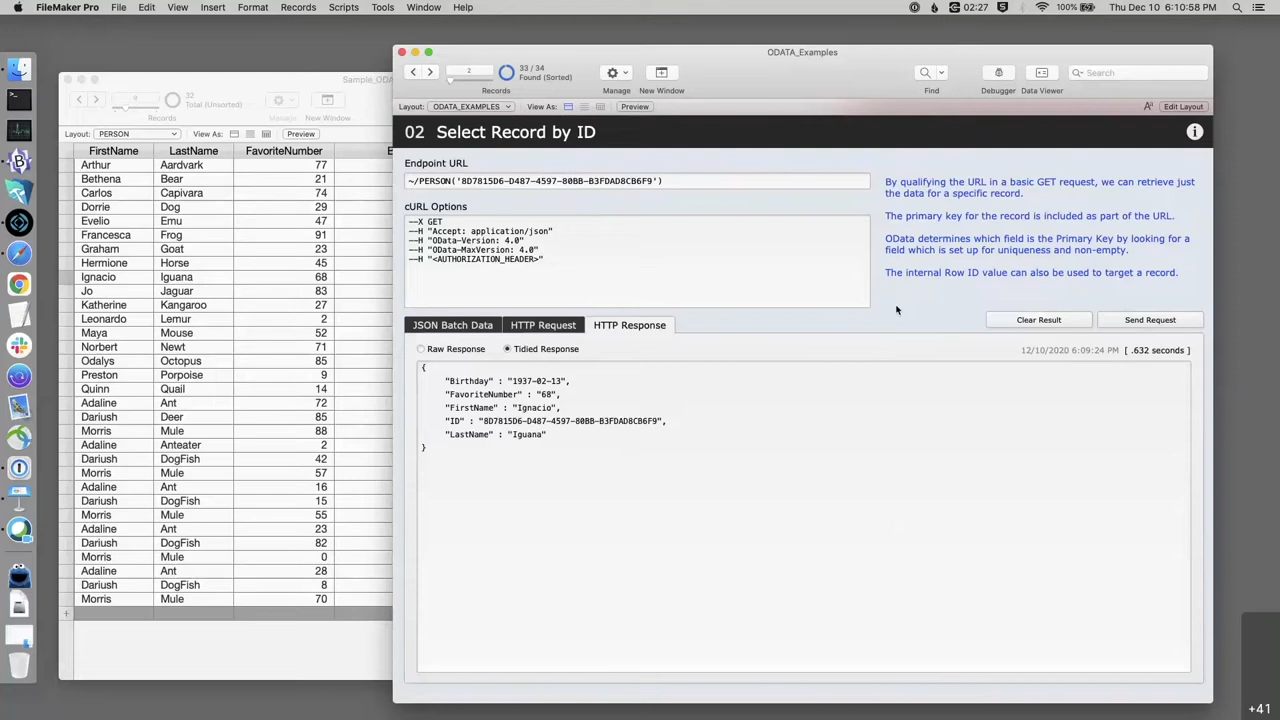 FileMaker Pro File Edit View Insert Format Records Scripts Tools Window Help
02:27 100% Thu Dec 10 6:10:58 PM
ODATA_Examples
2
33 / 34
Found (Sorted)
Records
Manage
New Window
Find
Debugger
Data Viewer
Search
Layout: ODATA_EXAMPLES View As: Preview
Edit Layout
Sample_ODA
9
32
Total (Unsorted)
Records
Manage
New Window
Layout: PERSON View As: Preview
FirstName LastName FavoriteNumber
Arthur Aardvark 77
Bethena Bear 21
Carlos Capivara 74
Dorrie Dog 29
Evelio Emu 47
Francesca Frog 91
Graham Goat 23
Hermione Horse 45
Ignacio Iguana 68
Jo Jaguar 83
Katherine Kangaroo 27
Leonardo Lemur 2
Maya Mouse 52
Norbert Newt 71
Odalys Octopus 85
Preston Porpoise 9
Quinn Quail 14
Adaline Ant 72
Dariush Deer 85
Morris Mule 88
Adaline Anteater 2
Dariush DogFish 42
Morris Mule 57
Adaline Ant 16
Dariush DogFish 15
Morris Mule 55
Adaline Ant 23
Dariush DogFish 82
Morris Mule 0
Adaline Ant 28
Dariush DogFish 8
Morris Mule 70
02 Select Record by ID
Endpoint URL
~/PERSON('8D7815D6-D487-4597-80BB-B3FDAD8CB6F9')
cURL Options
--X GET
--H "Accept: application/json"
--H "OData-Version: 4.0"
--H "OData-MaxVersion: 4.0"
--H "<AUTHORIZATION_HEADER>"
By qualifying the URL in a basic GET request, we can retrieve just
the data for a specific record.
The primary key for the record is included as part of the URL.
OData determines which field is the Primary Key by looking for a
field which is set up for uniqueness and non-empty.
The internal Row ID value can also be used to target a record.
Clear Result
Send Request
JSON Batch Data HTTP Request HTTP Response
Raw Response Tidied Response
12/10/2020 6:09:24 PM [ .632 seconds ]
{
"Birthday" : "1937-02-13",
"FavoriteNumber" : "68",
"FirstName" : "Ignacio",
"ID" : "8D7815D6-D487-4597-80BB-B3FDAD8CB6F9",
"LastName" : "Iguana"
}
+41